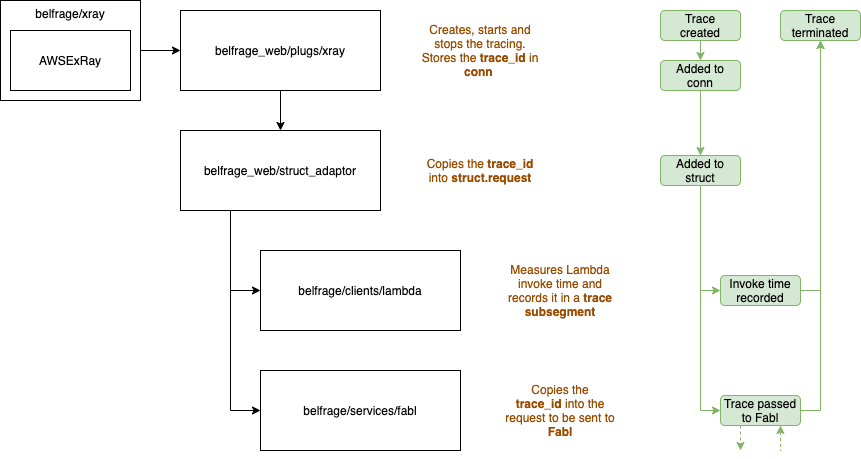 belfrage/xray
AWSExRay
belfrage_web/plugs/xray
Creates, starts and
stops the tracing.
Stores the trace_id in
conn
Trace
created
Trace
terminated
Added to
conn
belfrage_web/struct_adaptor
Copies the trace_id
into struct.request
Added to
struct
belfrage/clients/lambda
Measures Lambda
invoke time and
records it in a trace
subsegment
Invoke time
recorded
belfrage/services/fabl
Copies the
trace_id into the
request to be sent to
Fabl
Trace passed
to Fabl